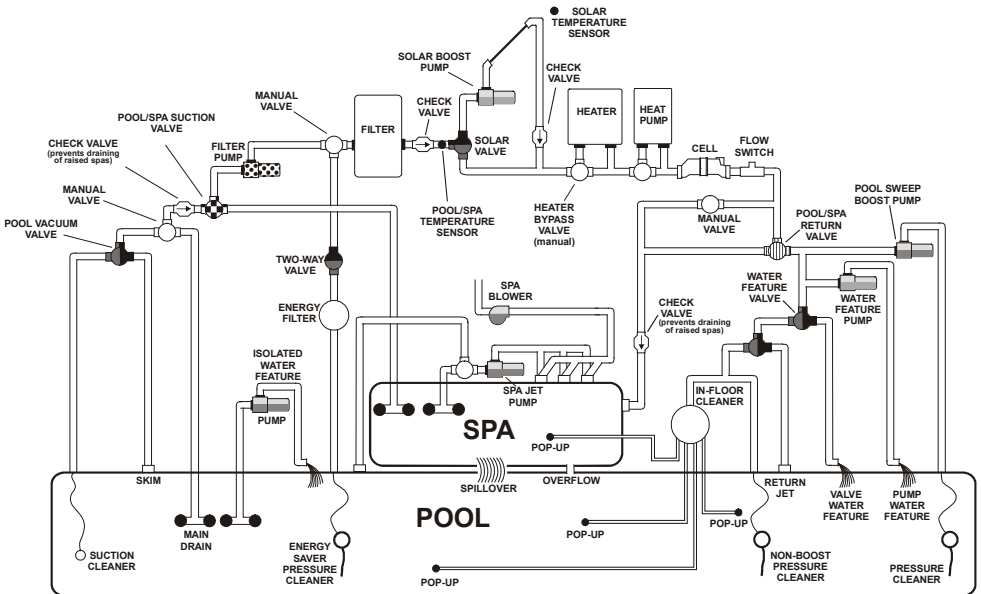 SOLAR
TEMPERATURE
SENSOR
SOLAR BOOST
PUMP
CHECK
VALVE
MANUAL
VALVE
FILTER
CHECK
VALVE
HEATER
HEAT
PUMP
POOL/SPA SUCTION
VALVE
FILTER
PUMP
SOLAR
VALVE
CELL
FLOW
SWITCH
CHECK VALVE
(prevents draining
of raised spas)
MANUAL
VALVE
POOL VACUUM
VALVE
POOL/SPA
TEMPERATURE
SENSOR
HEATER
BYPASS
VALVE
(manual)
MANUAL
VALVE
POOL/SPA
RETURN
VALVE
POOL SWEEP
BOOST PUMP
TWO-WAY
VALVE
ENERGY
FILTER
SPA
BLOWER
CHECK
VALVE
(prevents draining
of raised spas)
WATER
FEATURE
VALVE
WATER
FEATURE
PUMP
ISOLATED
WATER
FEATURE
PUMP
SPA JET
PUMP
IN-FLOOR
CLEANER
SPA
POP-UP
SKIM
SPILLOVER
OVERFLOW
RETURN
JET
VALVE
WATER
FEATURE
PUMP
WATER
FEATURE
POOL
MAIN
DRAIN
POP-UP
POP-UP
SUCTION
CLEANER
ENERGY
SAVER
PRESSURE
CLEANER
POP-UP
NON-BOOST
PRESSURE
CLEANER
PRESSURE
CLEANER